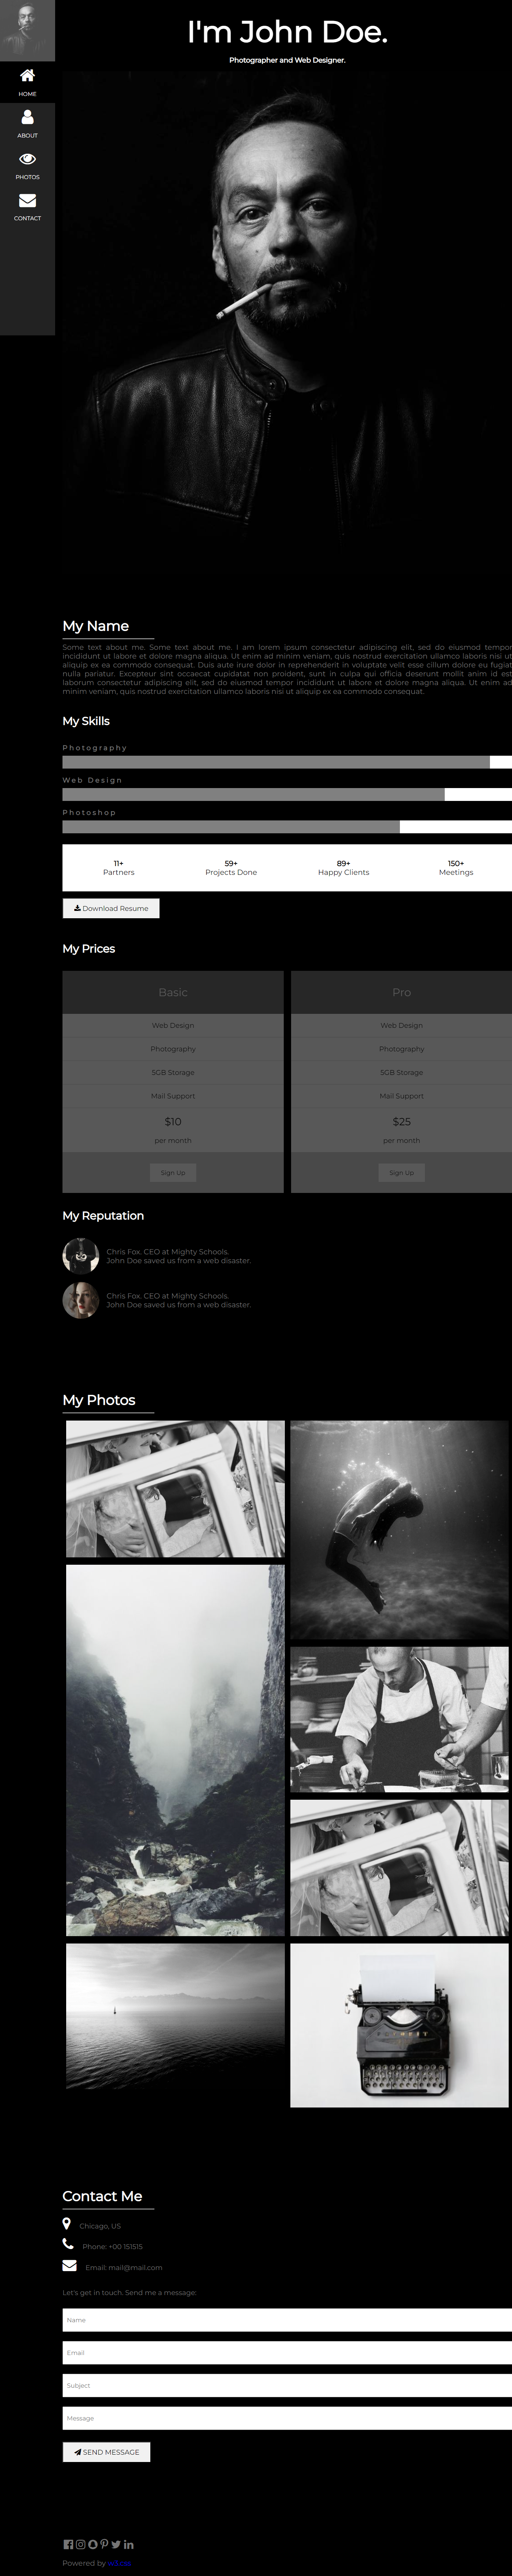 I'm John Doe.
Photographer and Web Designer.
HOME
ABOUT
PHOTOS
CONTACT
My Name
Some text about me. Some text about me. I am lorem ipsum consectetur adipiscing elit, sed do eiusmod tempor
incididunt ut labore et dolore magna aliqua. Ut enim ad minim veniam, quis nostrud exercitation ullamco laboris nisi ut
aliquip ex ea commodo consequat. Duis aute irure dolor in reprehenderit in voluptate velit esse cillum dolore eu fugiat
nulla pariatur. Excepteur sint occaecat cupidatat non proident, sunt in culpa qui officia deserunt mollit anim id est
laborum consectetur adipiscing elit, sed do eiusmod tempor incididunt ut labore et dolore magna aliqua. Ut enim ad
minim veniam, quis nostrud exercitation ullamco laboris nisi ut aliquip ex ea commodo consequat.
My Skills
Photography
Web Design
Photoshop
11+ 59+ 89+ 150+
Partners Projects Done Happy Clients Meetings
Download Resume
My Prices
Basic Pro
Web Design Web Design
Photography Photography
5GB Storage 5GB Storage
Mail Support Mail Support
$10 $25
per month per month
Sign Up Sign Up
My Reputation
Chris Fox. CEO at Mighty Schools.
John Doe saved us from a web disaster.
Chris Fox. CEO at Mighty Schools.
John Doe saved us from a web disaster.
My Photos
Contact Me
Chicago, US
Phone: +00 151515
Email: mail@mail.com
Let's get in touch. Send me a message:
Name
Email
Subject
Message
SEND MESSAGE
Powered by